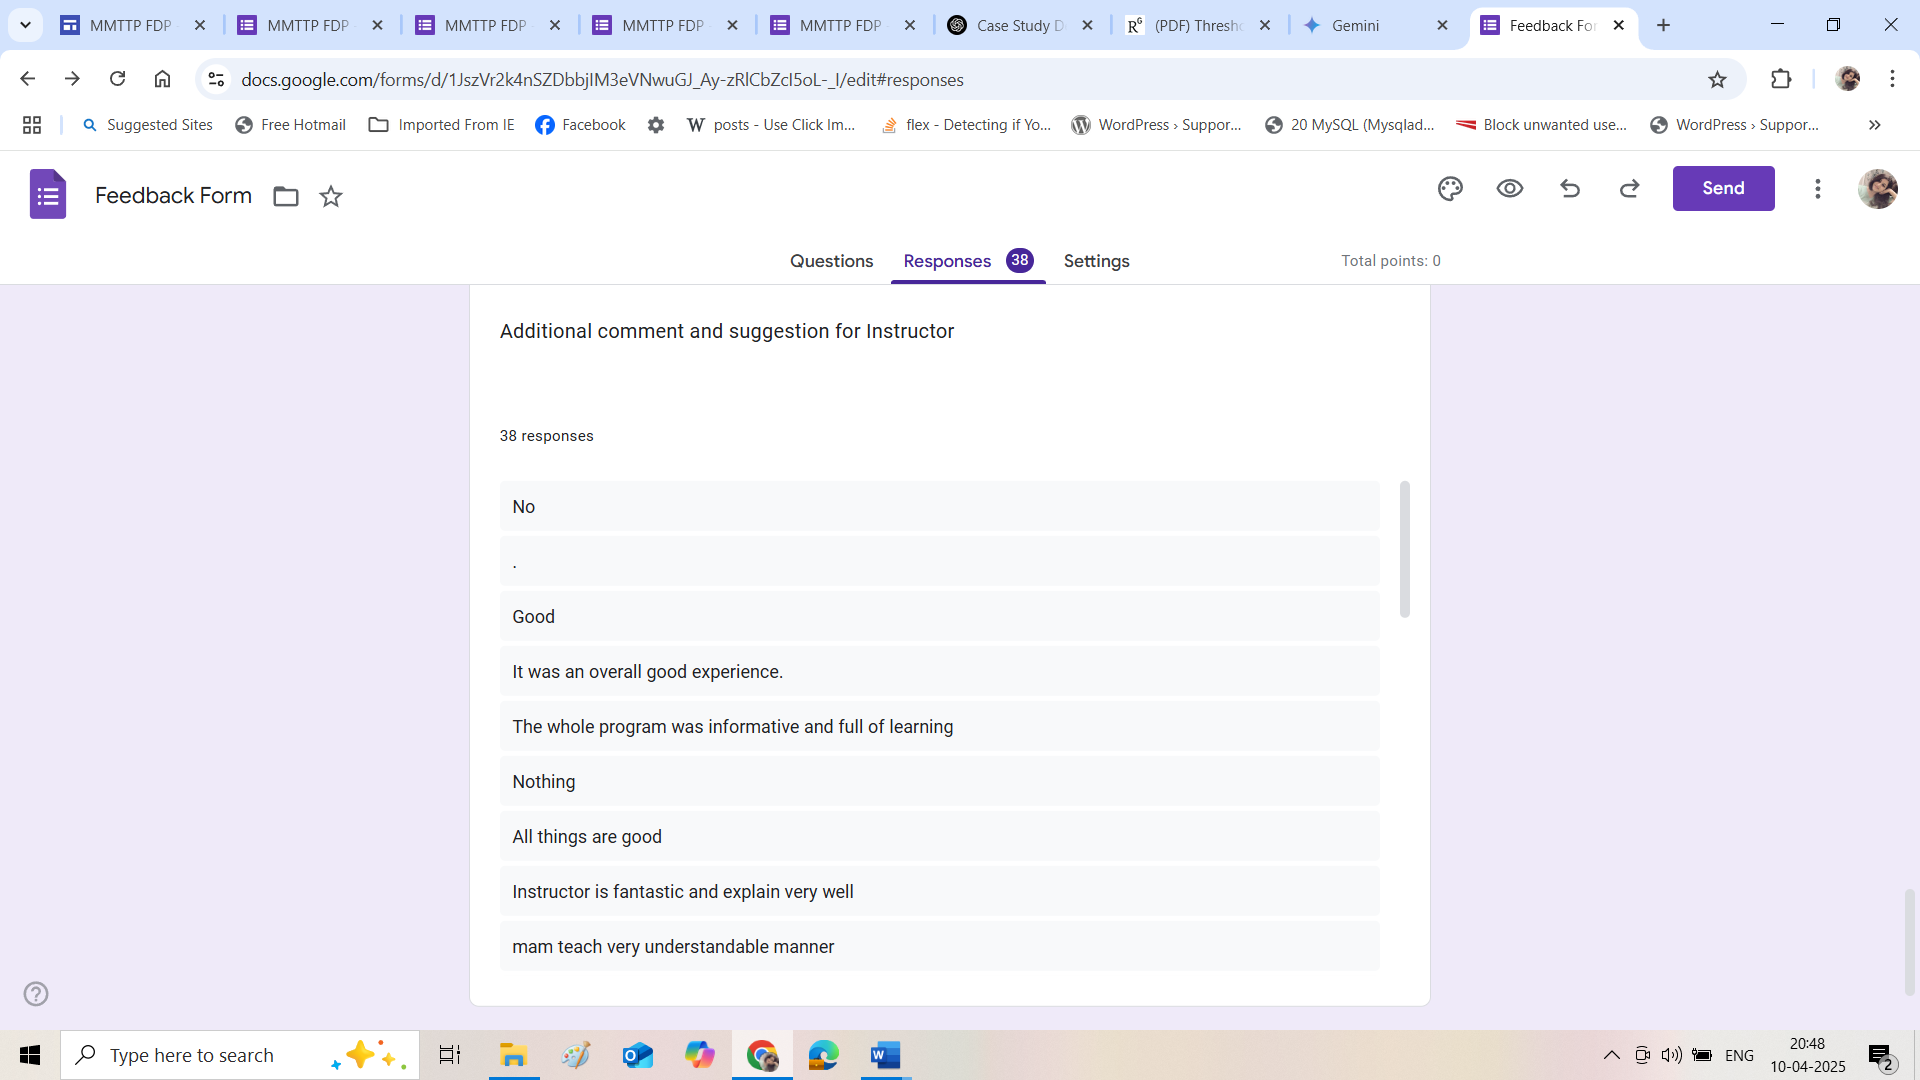 MMTTP FDP
MMTTP FDP
MMTTP FDP
MMTTP FDP
MMTTP FDP
Case Study D
(PDF) Thresho
Gemini
Feedback For
docs.google.com/forms/d/1JszVr2k4nSZDbbjIM3eVNwuGJ_Ay-zRlCbZcI5oL-_I/edit#responses
Suggested Sites
Free Hotmail
Imported From IE
Facebook
posts - Use Click Im...
flex - Detecting if Yo...
WordPress › Suppor...
20 MySQL (Mysqlad...
Block unwanted use...
WordPress › Suppor...
Feedback Form
Send
Questions
Responses 38
Settings
Total points: 0
Additional comment and suggestion for Instructor
38 responses
No
.
Good
It was an overall good experience.
The whole program was informative and full of learning
Nothing
All things are good
Instructor is fantastic and explain very well
mam teach very understandable manner
Type here to search
ENG
20:48
10-04-2025
2